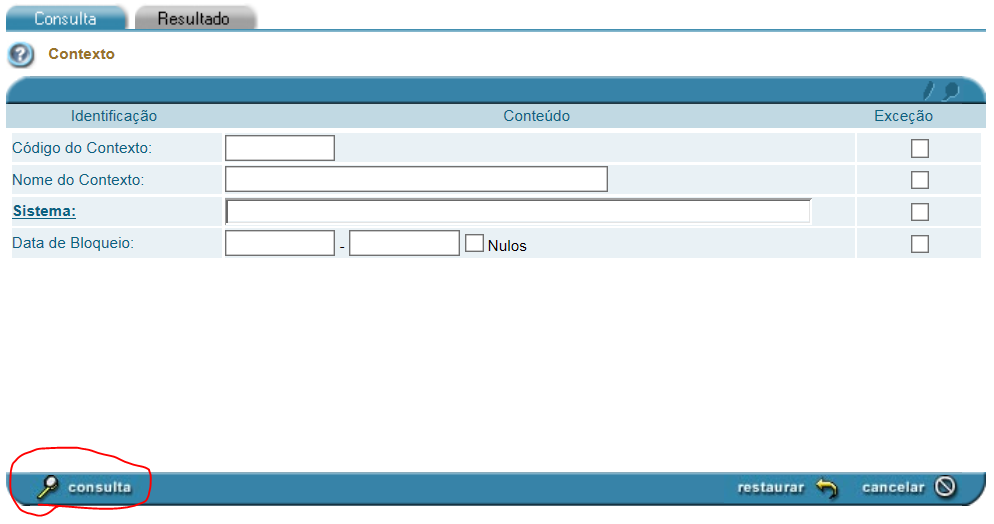 Consulta Resultado
Contexto
Identificação Conteúdo Exceção
Código do Contexto:
Nome do Contexto:
Sistema:
Data de Bloqueio: - Nulos
consulta restaurar cancelar